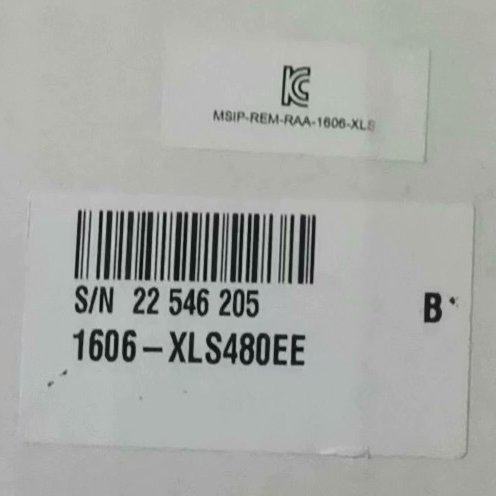 MSIP-REM-RAA-1606-XLS
S/N 22 546 205
B
1606-XLS480EE